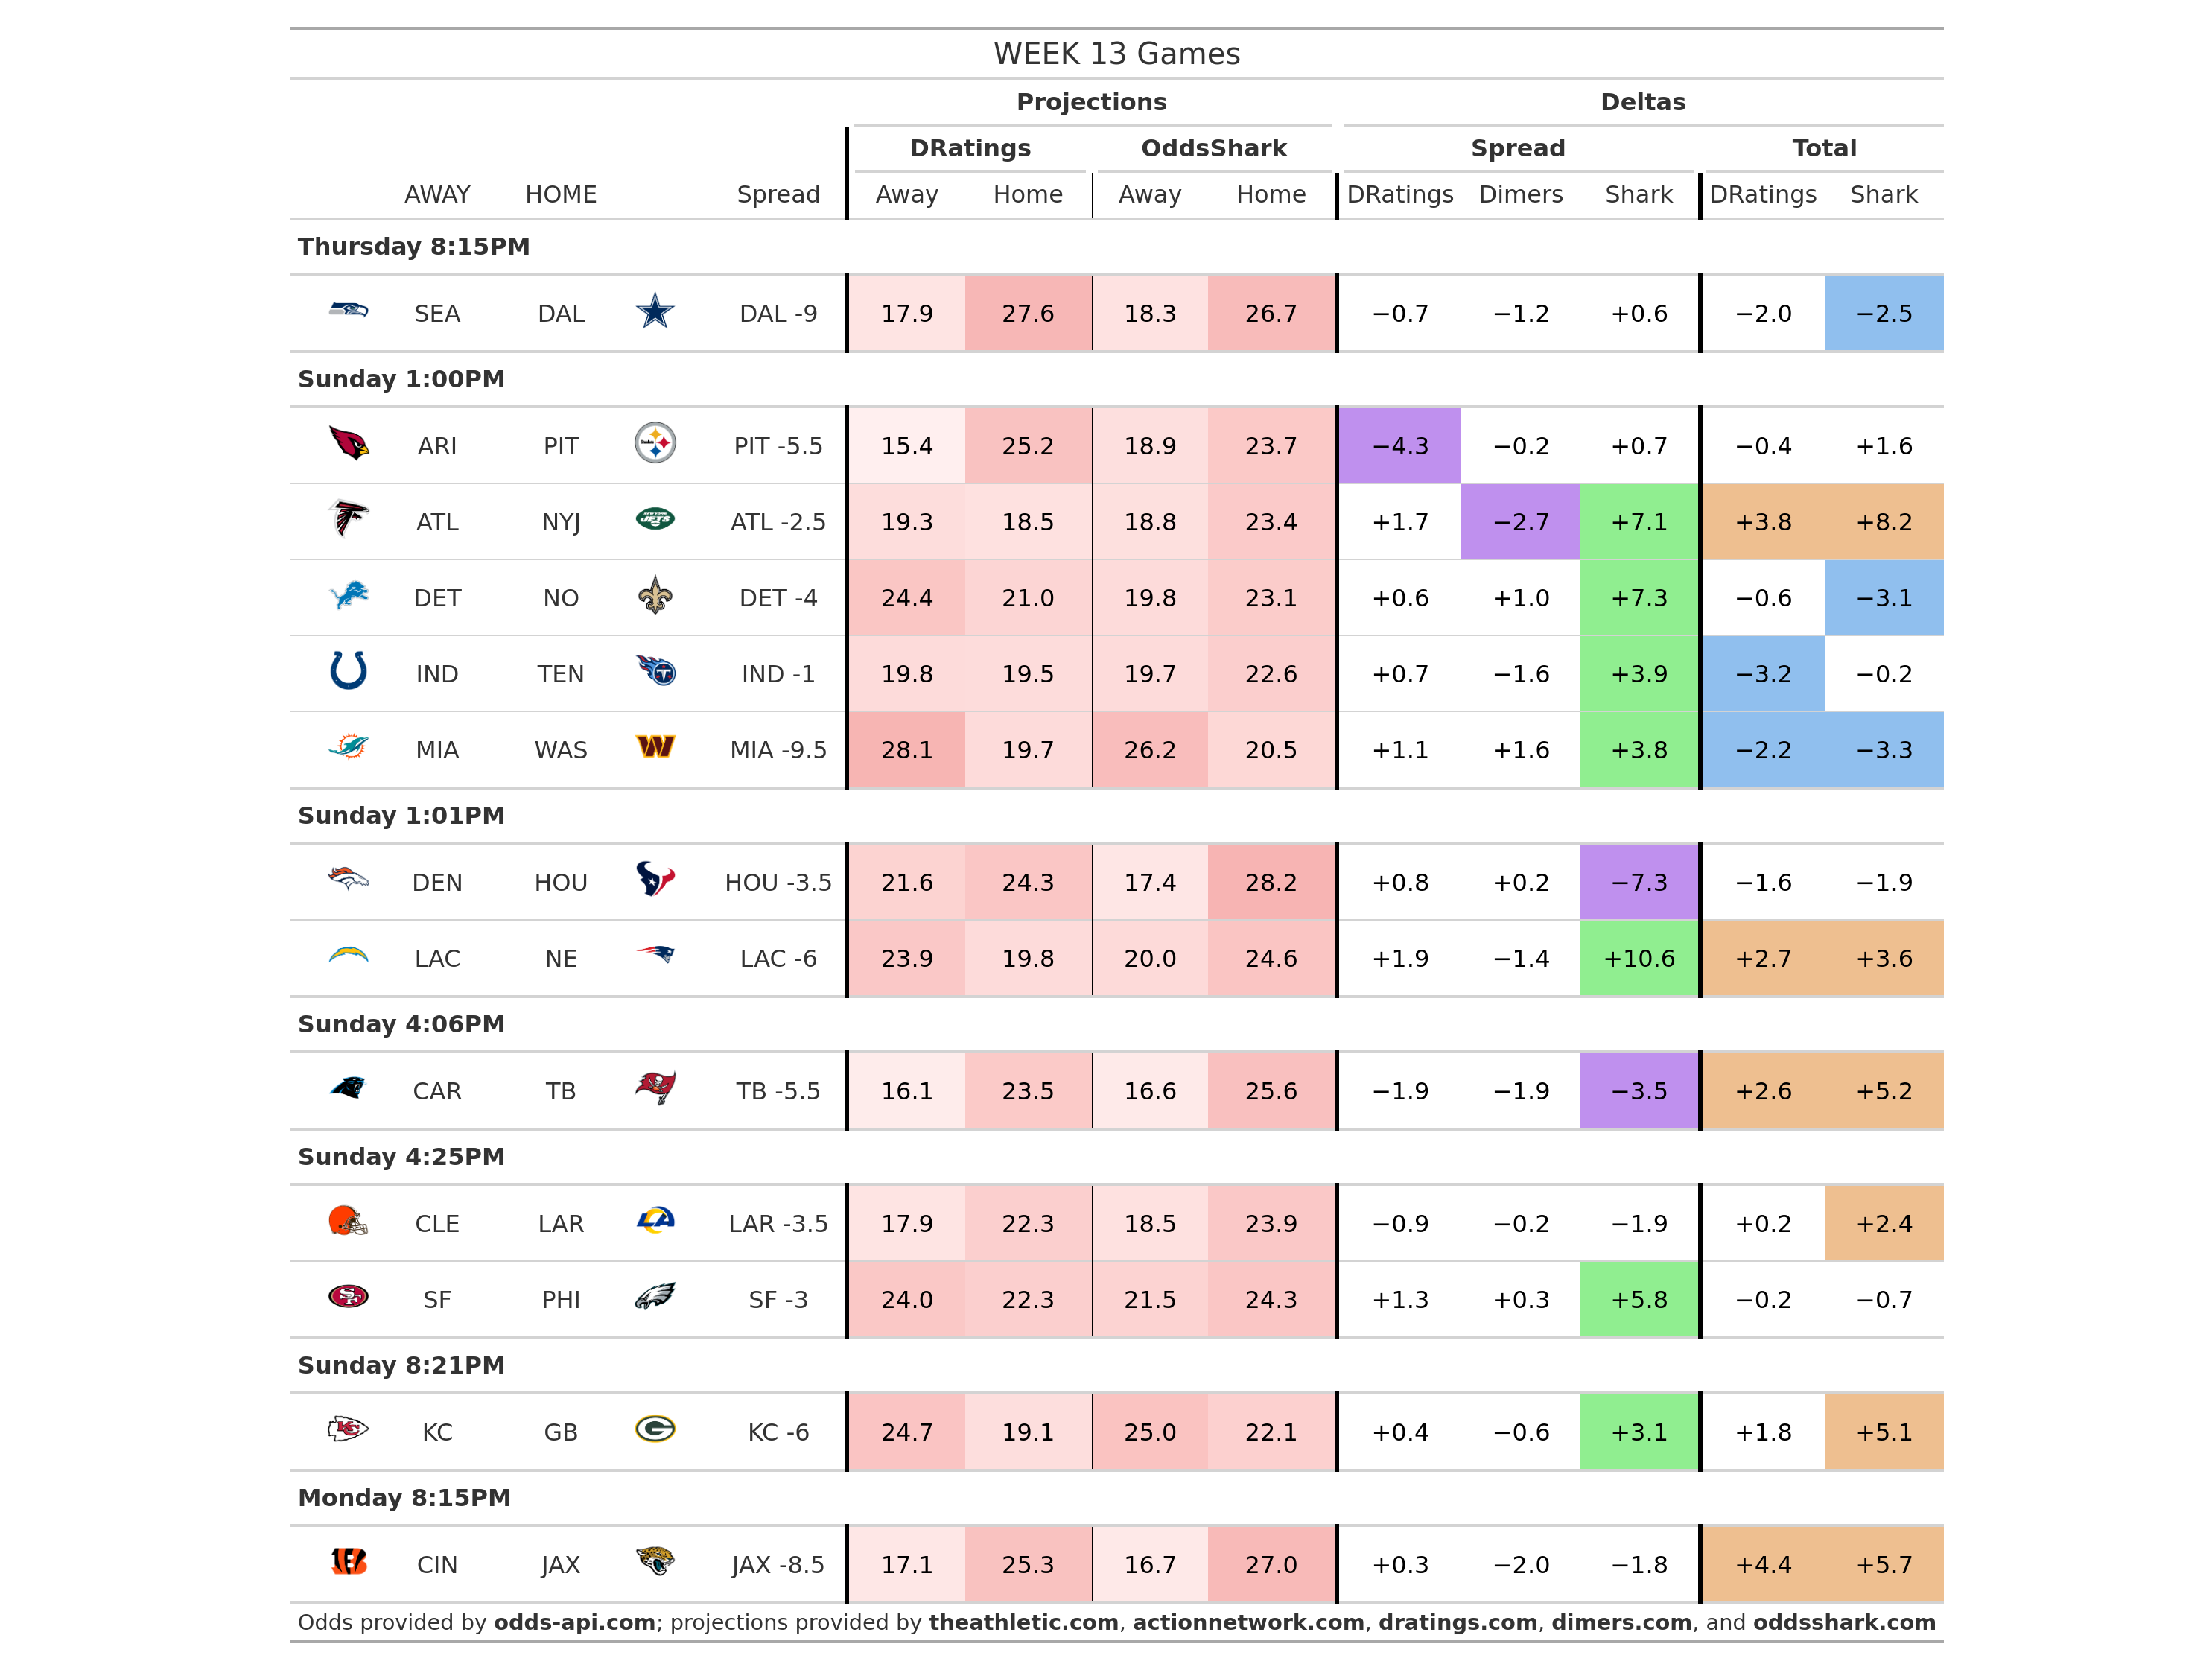 WEEK 13 Games
Projections Deltas
DRatings OddsShark Spread Total
AWAY HOME Spread Away Home Away Home DRatings Dimers Shark DRatings Shark
Thursday 8:15PM
SEA DAL DAL -9 17.9 27.6 18.3 26.7 −0.7 −1.2 +0.6 −2.0 −2.5
Sunday 1:00PM
ARI PIT PIT -5.5 15.4 25.2 18.9 23.7 −4.3 −0.2 +0.7 −0.4 +1.6
ATL NYJ ATL -2.5 19.3 18.5 18.8 23.4 +1.7 −2.7 +7.1 +3.8 +8.2
DET NO DET -4 24.4 21.0 19.8 23.1 +0.6 +1.0 +7.3 −0.6 −3.1
IND TEN IND -1 19.8 19.5 19.7 22.6 +0.7 −1.6 +3.9 −3.2 −0.2
MIA WAS MIA -9.5 28.1 19.7 26.2 20.5 +1.1 +1.6 +3.8 −2.2 −3.3
Sunday 1:01PM
DEN HOU HOU -3.5 21.6 24.3 17.4 28.2 +0.8 +0.2 −7.3 −1.6 −1.9
LAC NE LAC -6 23.9 19.8 20.0 24.6 +1.9 −1.4 +10.6 +2.7 +3.6
Sunday 4:06PM
CAR TB TB -5.5 16.1 23.5 16.6 25.6 −1.9 −1.9 −3.5 +2.6 +5.2
Sunday 4:25PM
CLE LAR LAR -3.5 17.9 22.3 18.5 23.9 −0.9 −0.2 −1.9 +0.2 +2.4
SF PHI SF -3 24.0 22.3 21.5 24.3 +1.3 +0.3 +5.8 −0.2 −0.7
Sunday 8:21PM
KC GB KC -6 24.7 19.1 25.0 22.1 +0.4 −0.6 +3.1 +1.8 +5.1
Monday 8:15PM
CIN JAX JAX -8.5 17.1 25.3 16.7 27.0 +0.3 −2.0 −1.8 +4.4 +5.7
Odds provided by odds-api.com; projections provided by theathletic.com, actionnetwork.com, dratings.com, dimers.com, and oddsshark.com